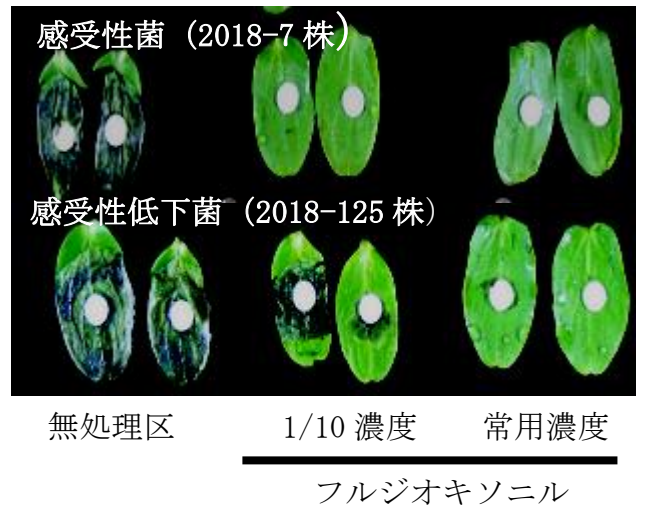 感受性菌（2018-7 株）
感受性低下菌（2018-125 株）
無処理区
1/10 濃度
常用濃度
フルジオキソニル